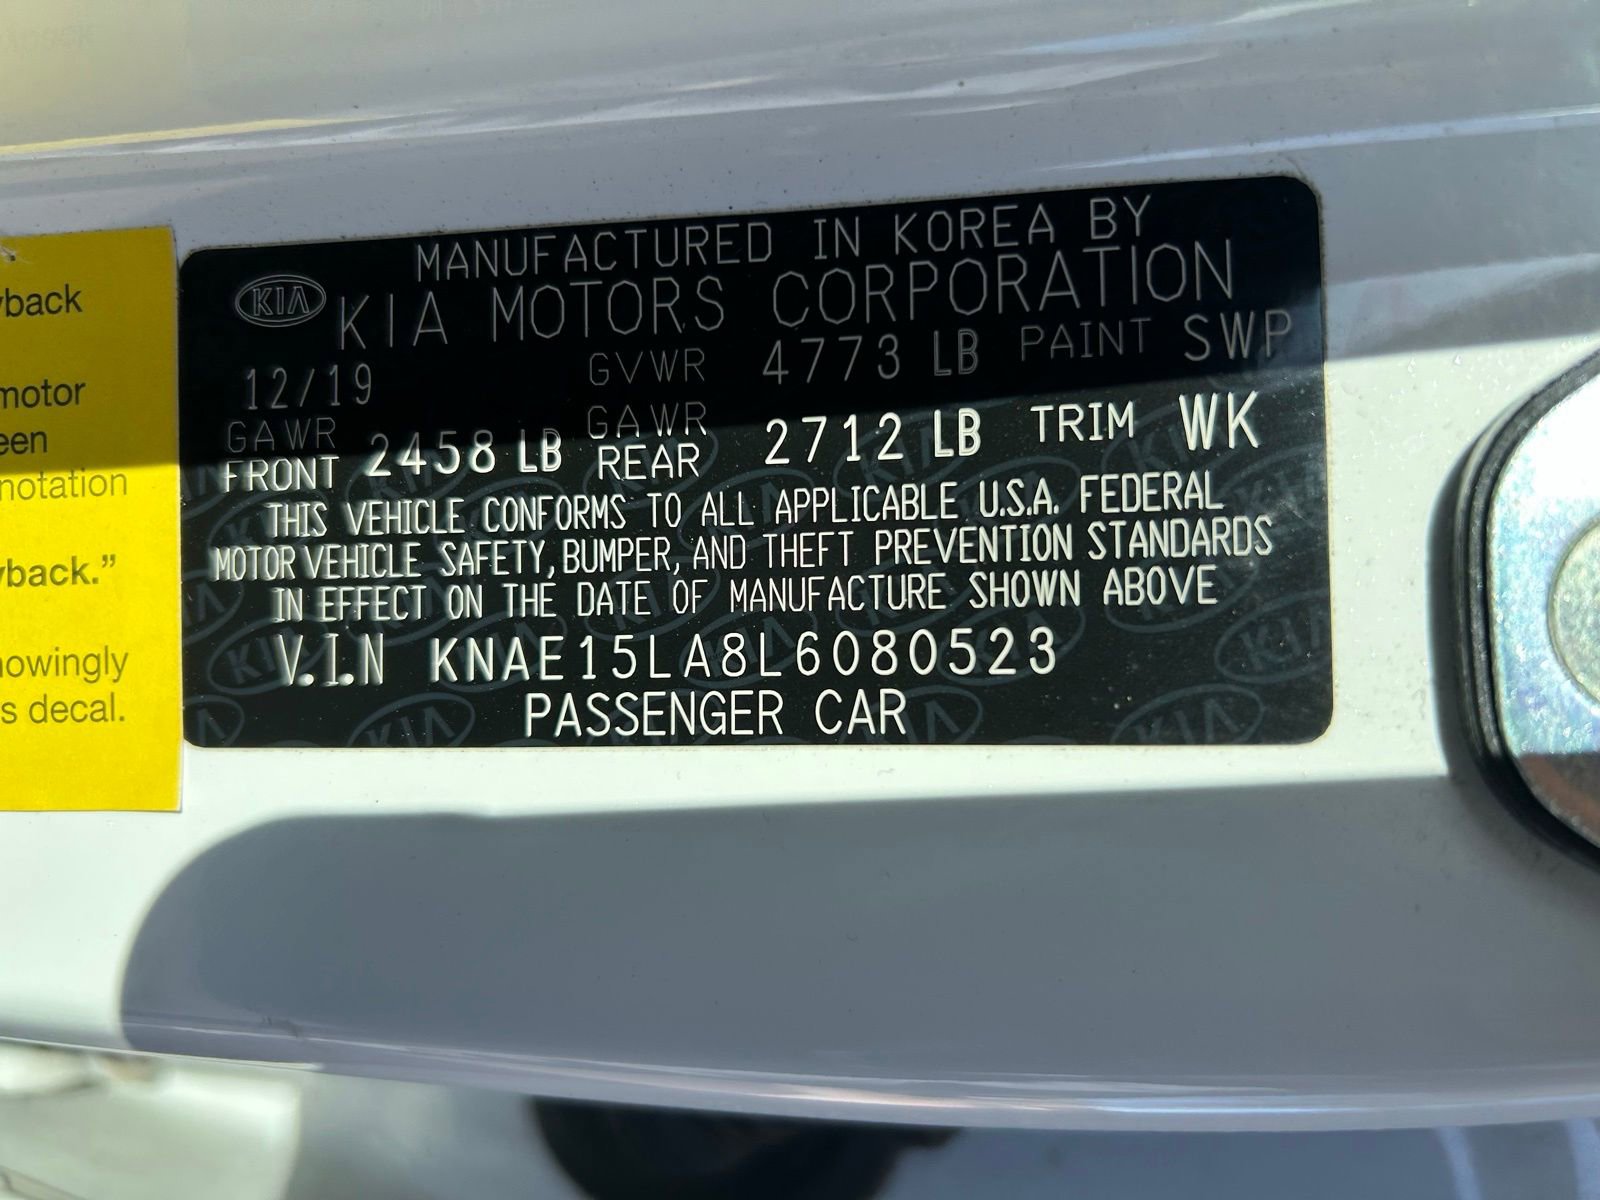 yback
motor
een
notation
yback.”
nowingly
s decal.
MANUFACTURED IN KOREA BY
KIA KIA MOTORS CORPORATION
12/19 GVWR 4773 LB PAINT SWP
GAWR FRONT 2458 LB GAWR REAR 2712 LB TRIM WK
THIS VEHICLE CONFORMS TO ALL APPLICABLE U.S.A. FEDERAL
MOTOR VEHICLE SAFETY, BUMPER, AND THEFT PREVENTION STANDARDS
IN EFFECT ON THE DATE OF MANUFACTURE SHOWN ABOVE
V.I.N KNAE15LA8L6080523
PASSENGER CAR